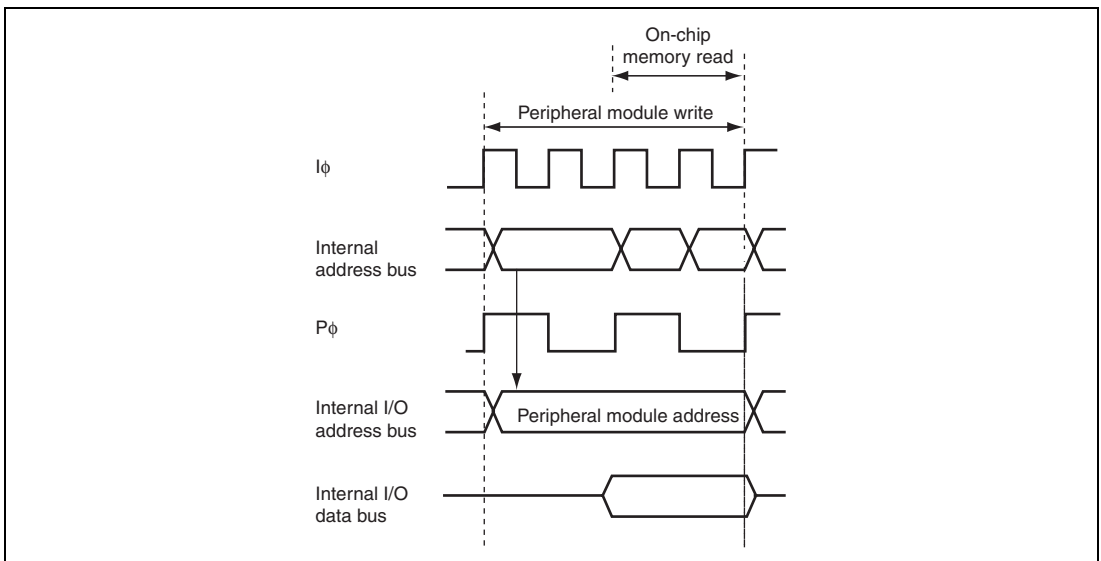 On-chip
memory read
Peripheral module write
Iϕ
Internal
address bus
Pϕ
Internal I/O
address bus
Peripheral module address
Internal I/O
data bus